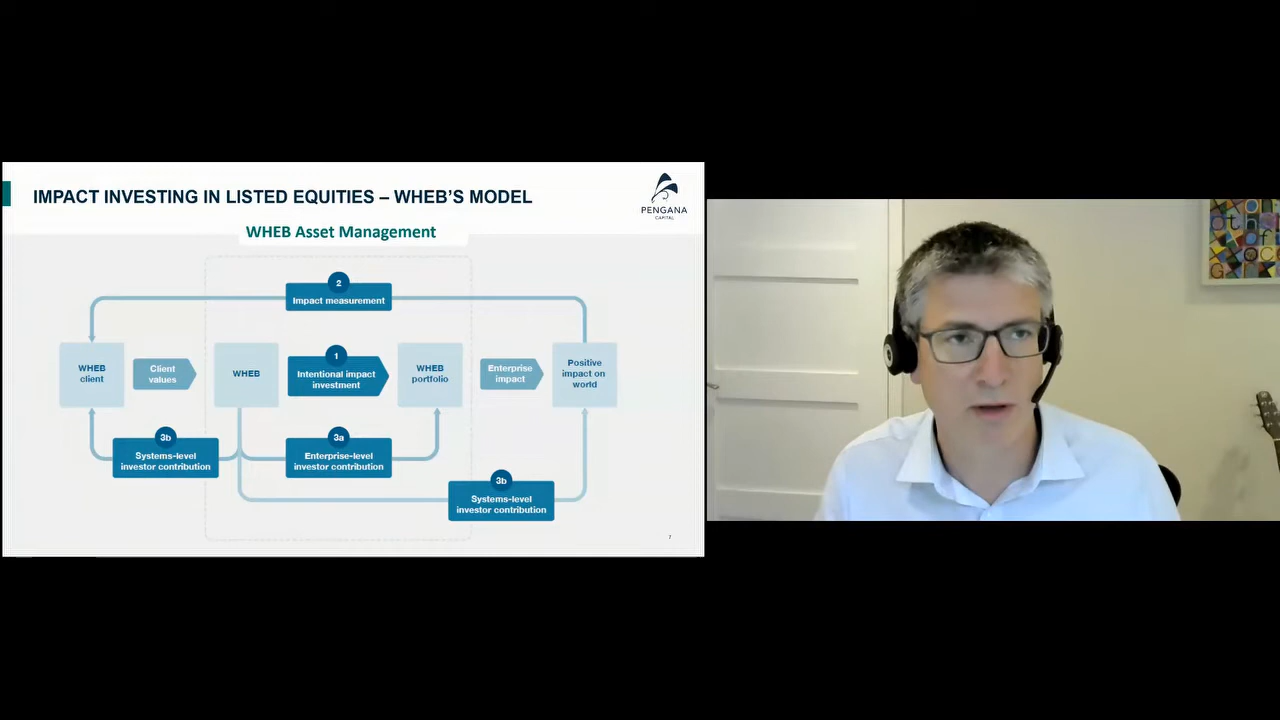 IMPACT INVESTING IN LISTED EQUITIES – WHEB'S MODEL
PENGANA
CAPITAL
WHEB Asset Management
2
Impact measurement
WHEB
client
Client
values
WHEB
1
Intentional impact
investment
WHEB
portfolio
Enterprise
impact
Positive
impact on
world
3b
Systems-level
investor contribution
3a
Enterprise-level
investor contribution
3b
Systems-level
investor contribution
7